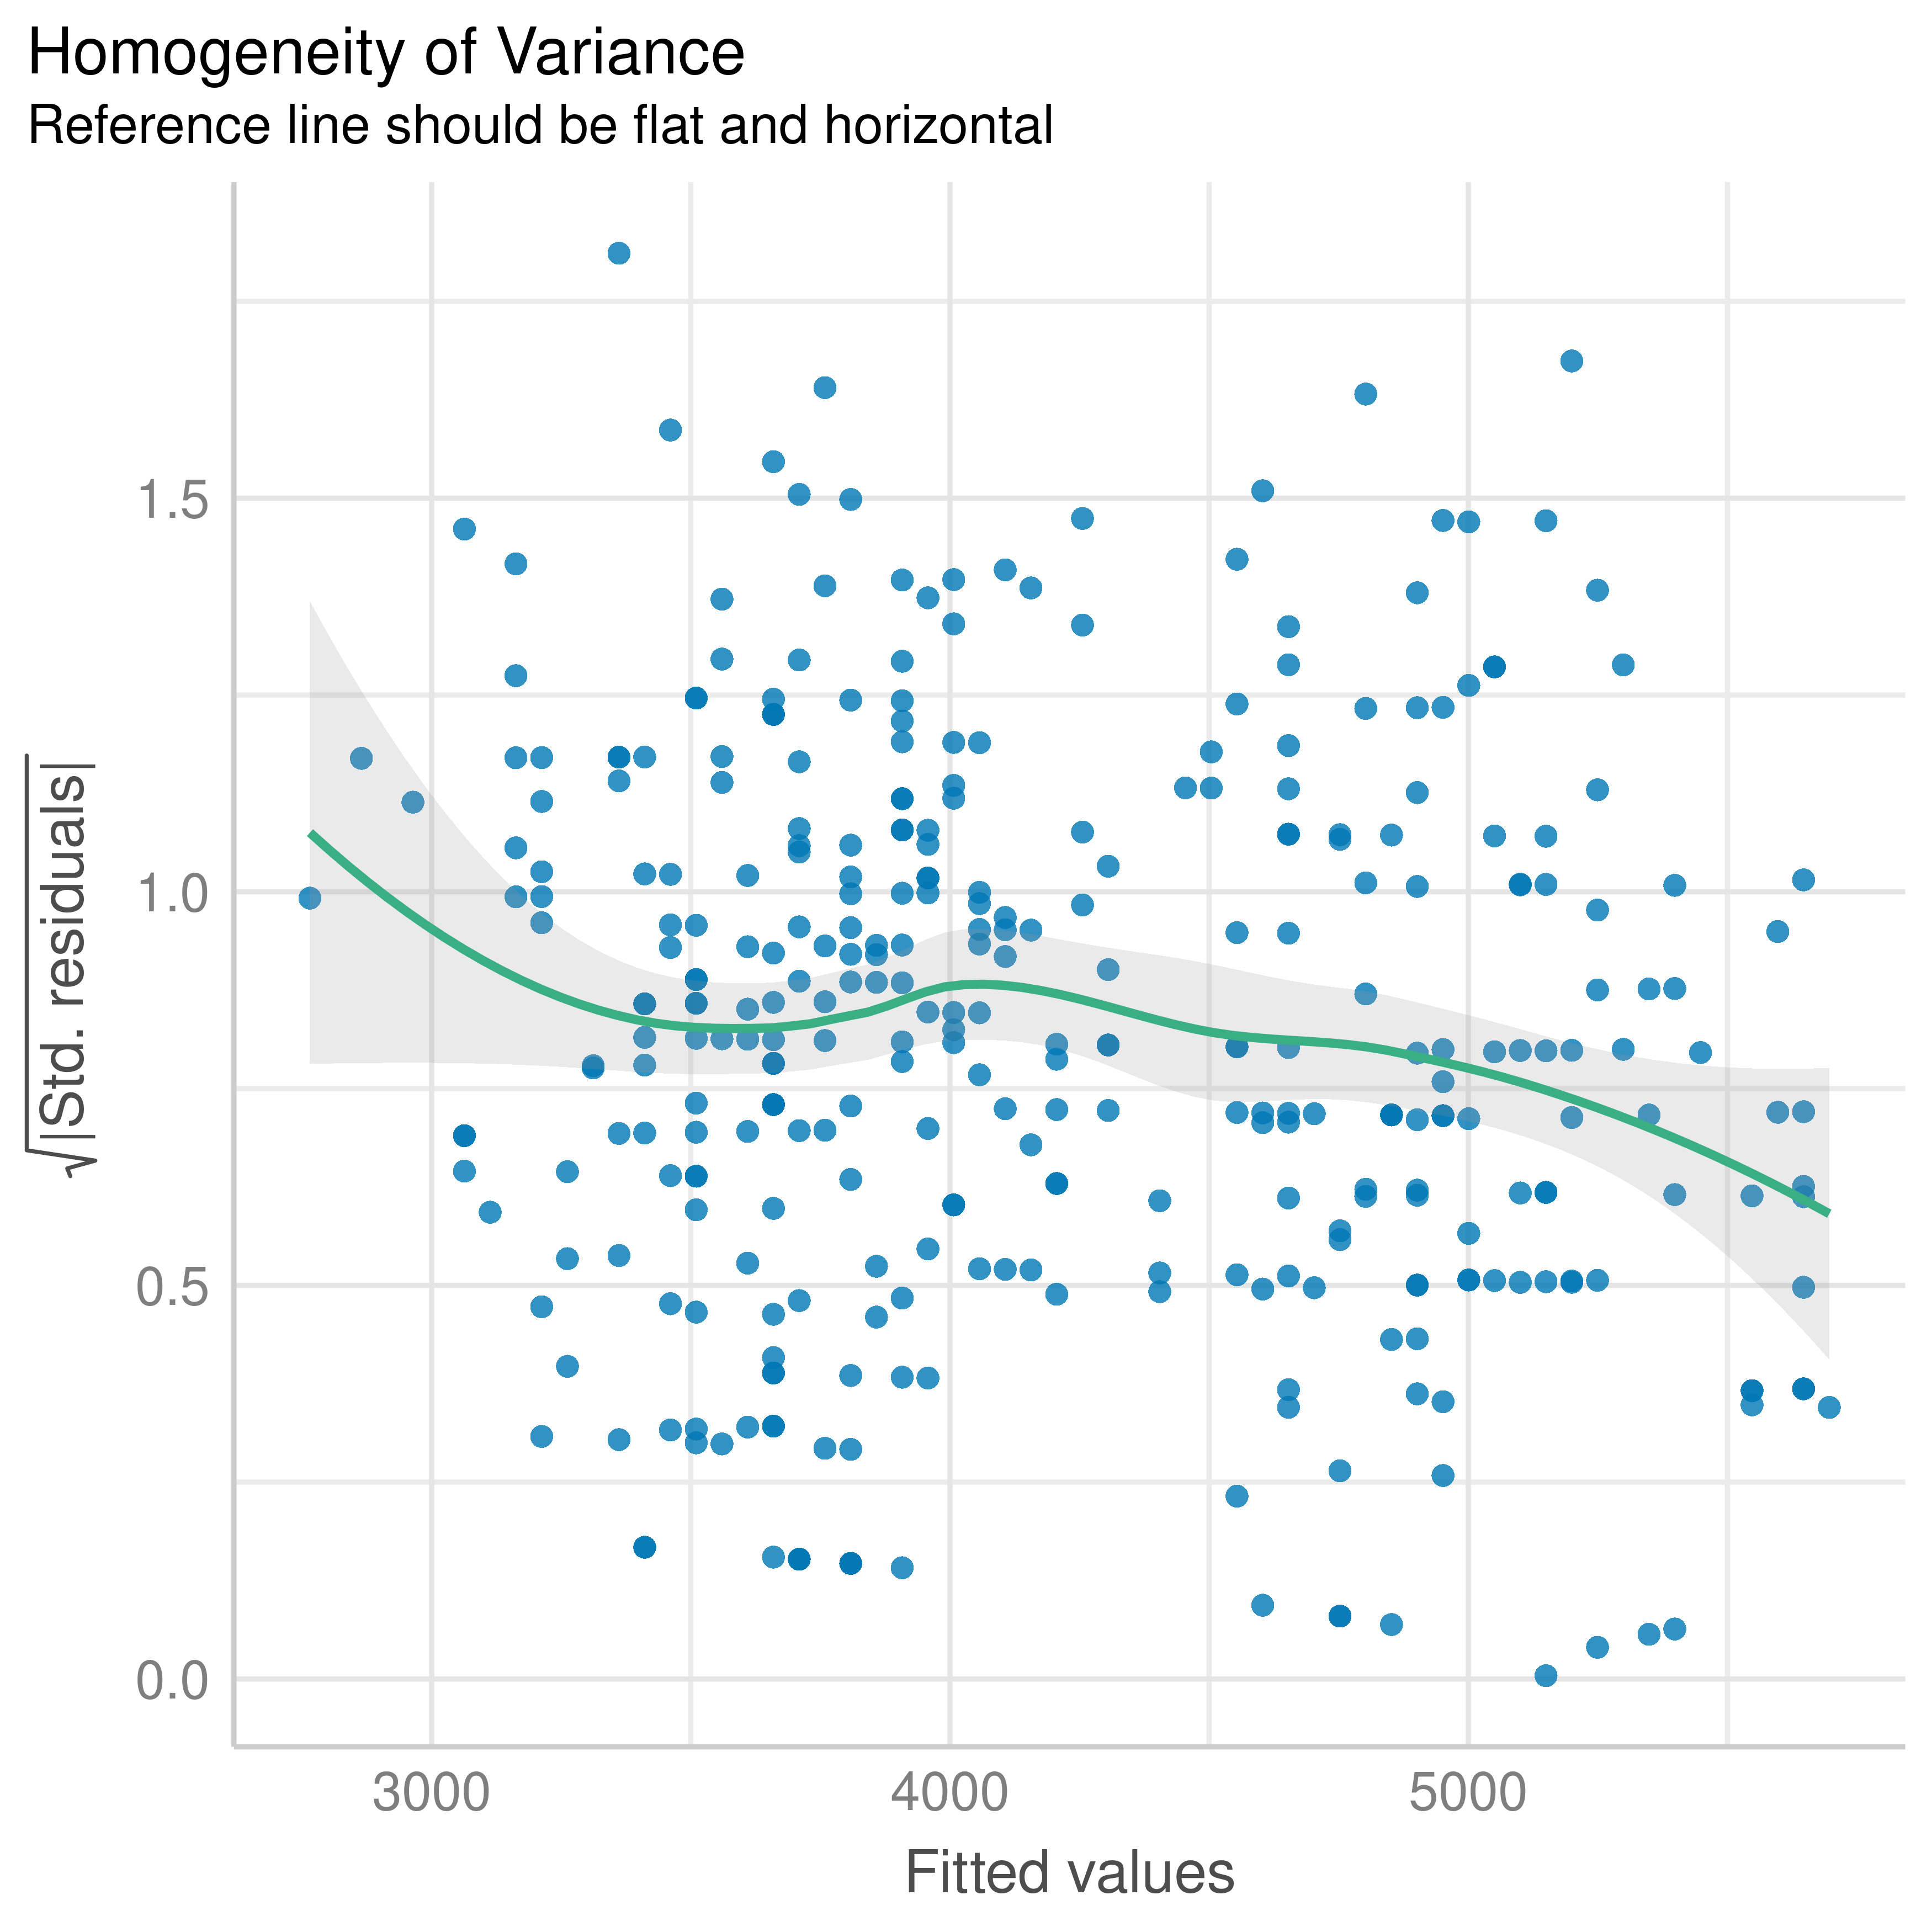 Homogeneity of Variance
Reference line should be flat and horizontal
√|Std. residuals|
1.5
1.0
0.5
0.0
3000 4000 5000
Fitted values